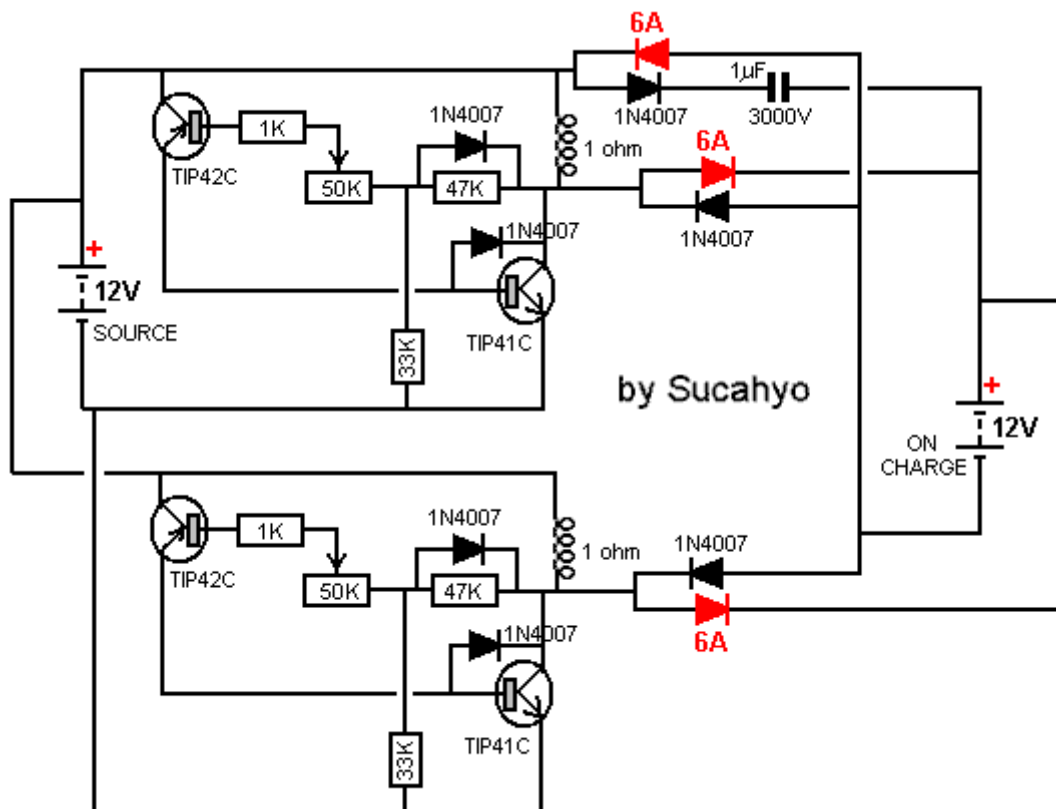 6A
1µF
1N4007
3000V
1N4007
1K
1 ohm
6A
TIP42C
50K
47K
1N4007
1N4007
+
12V
SOURCE
TIP41C
33K
by Sucahyo
+
12V
ON
CHARGE
1N4007
1K
1 ohm
1N4007
TIP42C
50K
47K
1N4007
6A
TIP41C
33K